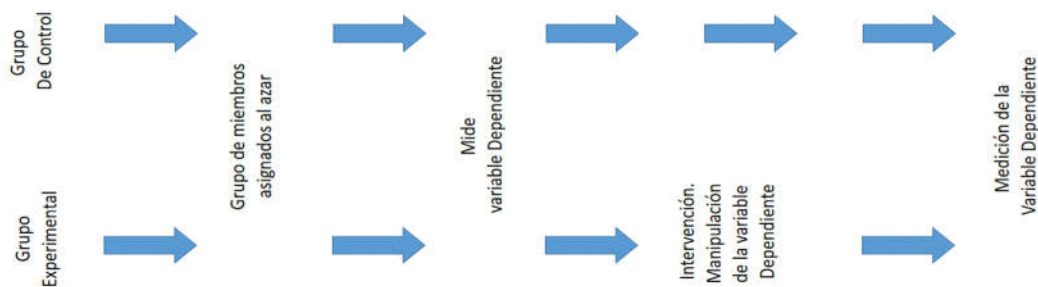 Grupo
De Control
Grupo
Experimental
Grupo de miembros
asignados al azar
Mide
variable Dependiente
Intervención.
Manipulación
de la variable
Dependiente
Medición de la
Variable Dependiente